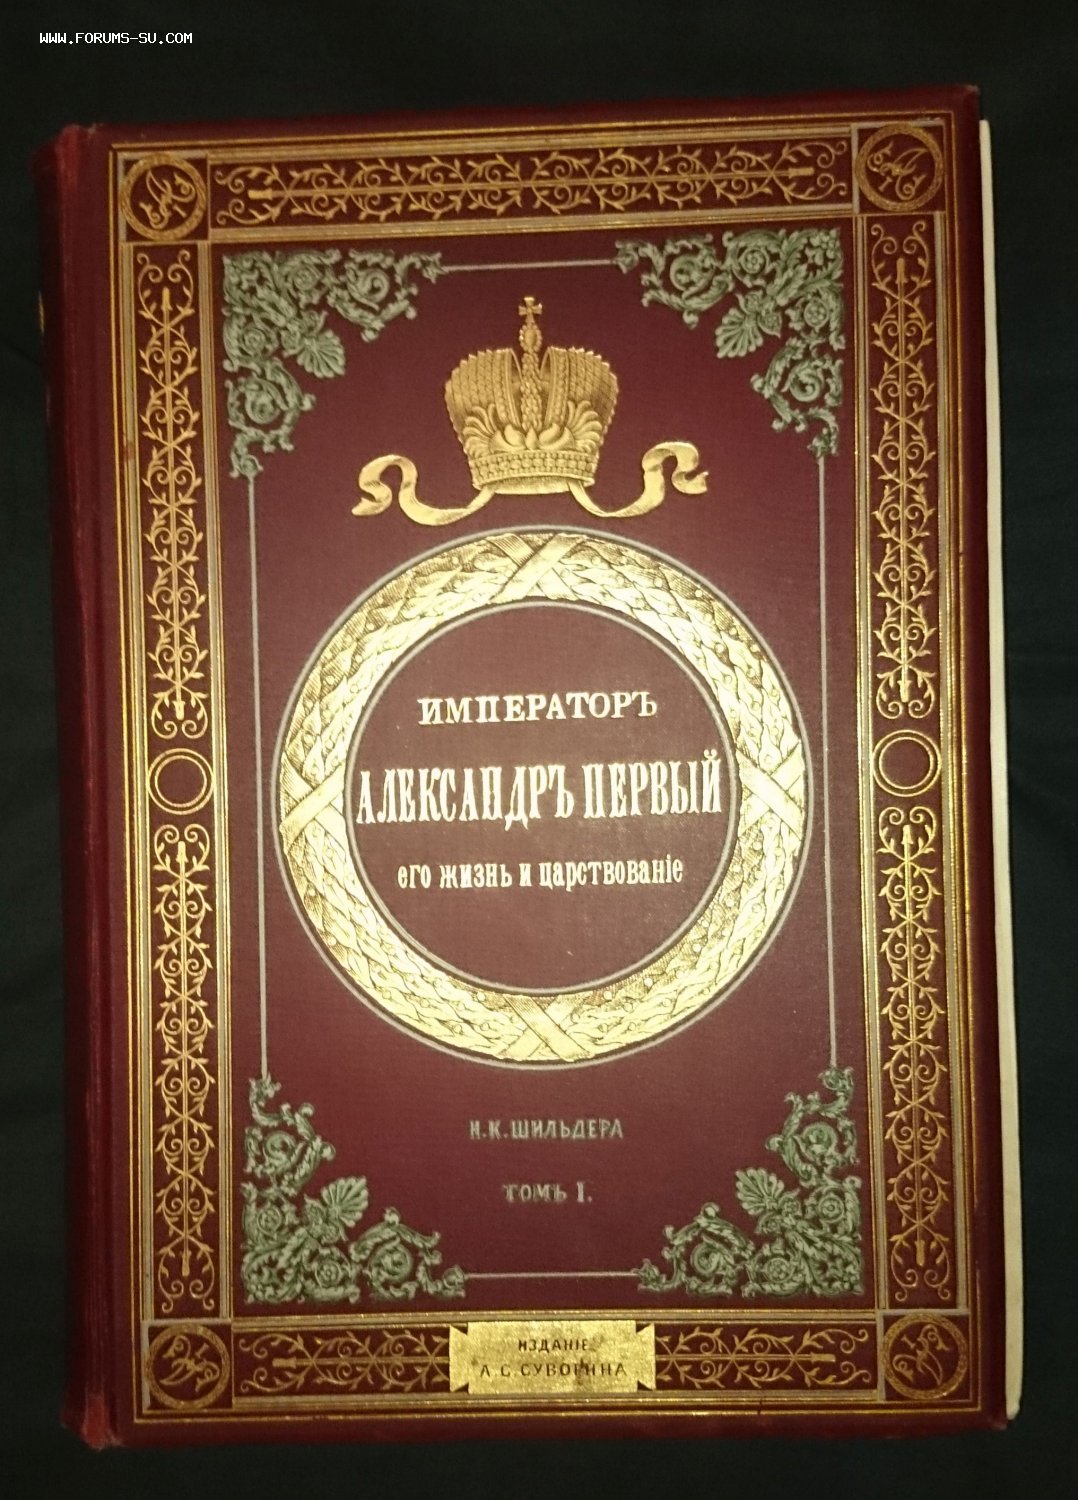 WWW.FORUMS-SU.COM
ИМПЕРАТОРЪ
АЛЕКСАНДРЪ ПЕРВЫЙ
его жизнь и царствованіе
Н.К.ШИЛЬДЕРА
ТОМЪ I.
ИЗДАНІЕ
А.С.СУВОРИНА